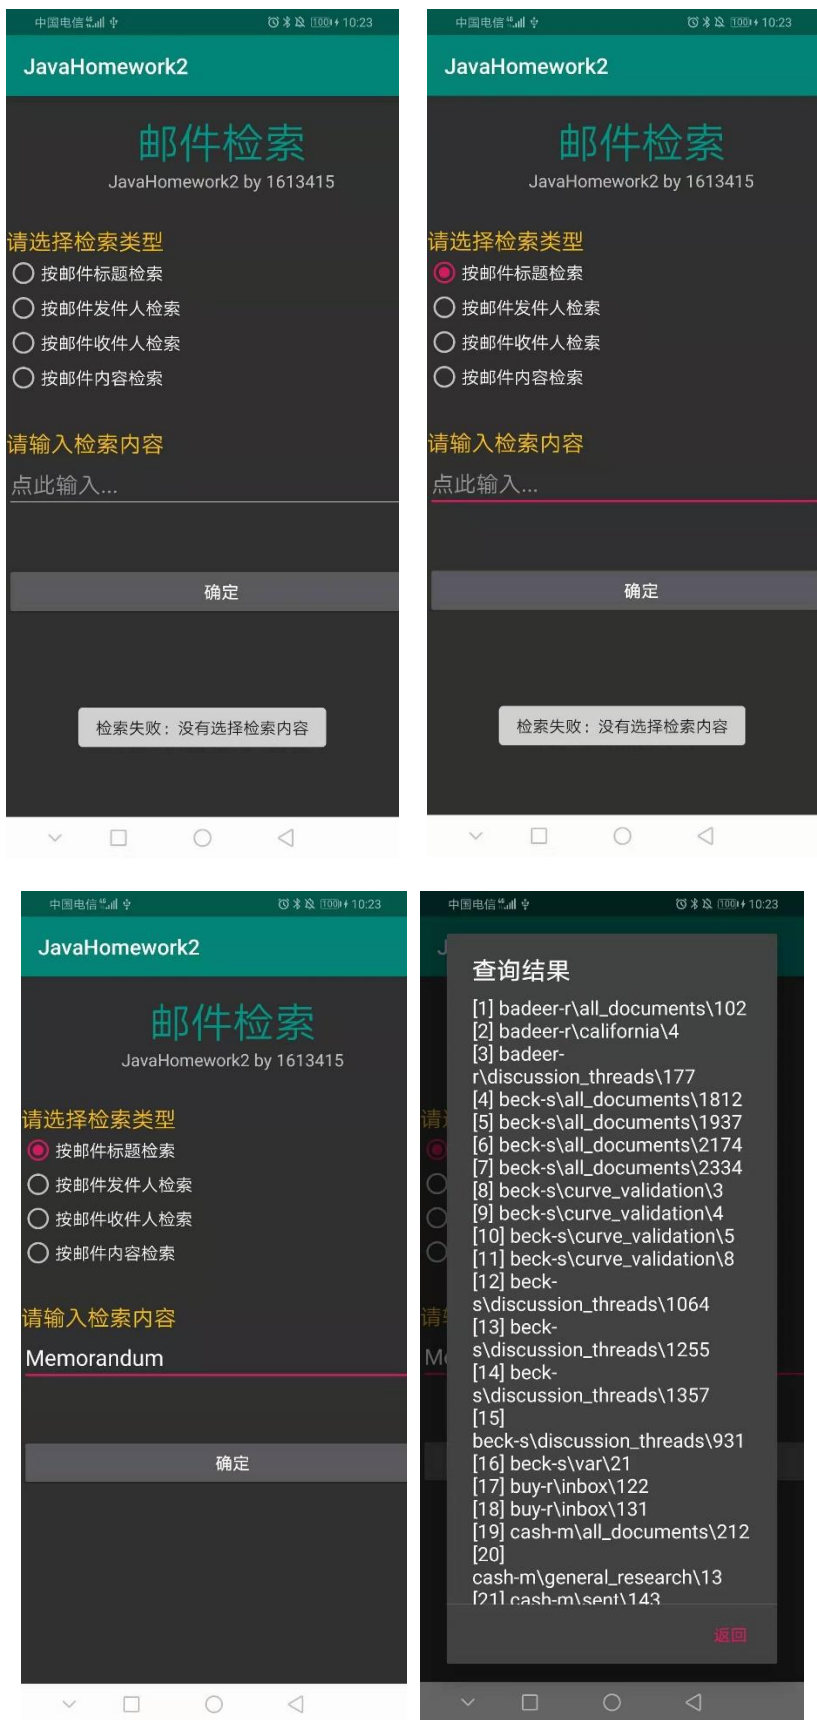 中国电信 100 10:23
JavaHomework2
邮件检索
JavaHomework2 by 1613415
请选择检索类型
按邮件标题检索
按邮件发件人检索
按邮件收件人检索
按邮件内容检索
请输入检索内容
点此输入...
确定
检索失败：没有选择检索内容
中国电信 100 10:23
JavaHomework2
邮件检索
JavaHomework2 by 1613415
请选择检索类型
按邮件标题检索
按邮件发件人检索
按邮件收件人检索
按邮件内容检索
请输入检索内容
点此输入...
确定
检索失败：没有选择检索内容
中国电信 100 10:23
JavaHomework2
邮件检索
JavaHomework2 by 1613415
请选择检索类型
按邮件标题检索
按邮件发件人检索
按邮件收件人检索
按邮件内容检索
请输入检索内容
Memorandum
确定
中国电信 100 10:23
查询结果
[1] badeer-r\all_documents\102
[2] badeer-r\california\4
[3] badeer-
r\discussion_threads\177
[4] beck-s\all_documents\1812
[5] beck-s\all_documents\1937
[6] beck-s\all_documents\2174
[7] beck-s\all_documents\2334
[8] beck-s\curve_validation\3
[9] beck-s\curve_validation\4
[10] beck-s\curve_validation\5
[11] beck-s\curve_validation\8
[12] beck-
s\discussion_threads\1064
[13] beck-
s\discussion_threads\1255
[14] beck-
s\discussion_threads\1357
[15]
beck-s\discussion_threads\931
[16] beck-s\var\21
[17] buy-r\inbox\122
[18] buy-r\inbox\131
[19] cash-m\all_documents\212
[20]
cash-m\general_research\13
[21] cash-m\sent\143
返回